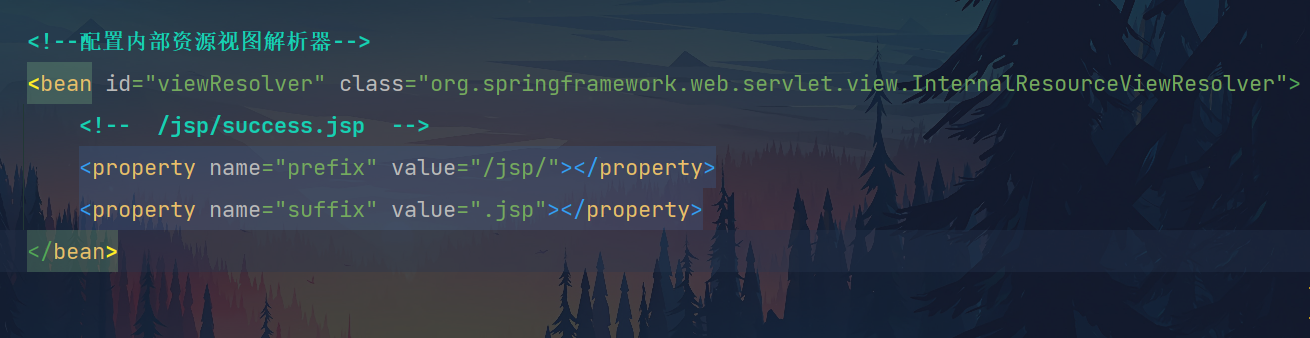 <!--配置内部资源视图解析器-->
<bean id="viewResolver" class="org.springframework.web.servlet.view.InternalResourceViewResolver">
<!--  /jsp/success.jsp  -->
<property name="prefix" value="/jsp/"></property>
<property name="suffix" value=".jsp"></property>
</bean>